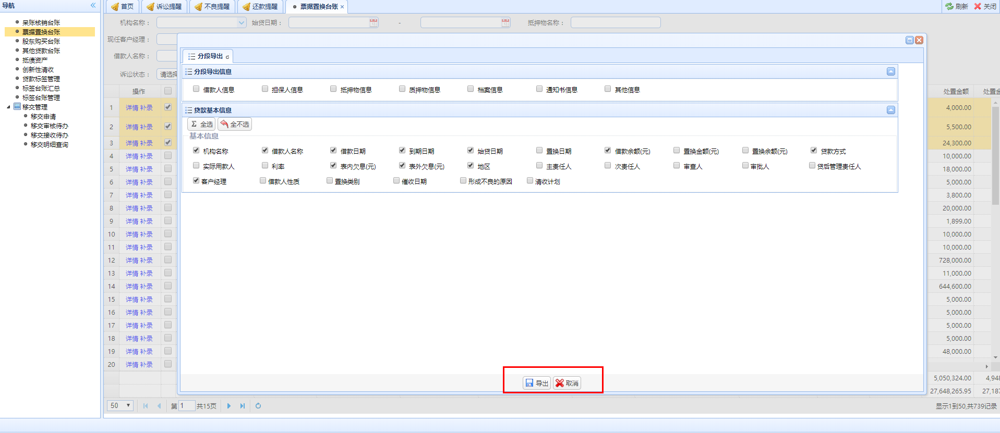 导航
呆账核销台账
票据置换台账
股东购买台账
其他贷款台账
抵债资产
创新性清收
贷款标签管理
标签台账汇总
标签台账管理
移交管理
移交申请
移交审核待办
移交接收待办
移交明细查询
首页 诉讼提醒 不良提醒 还款提醒 票据置换台账 × 刷新 关闭
机构名称： 始贷日期： - 抵押物名称：
现任客户经理：
借款人名称：
诉讼状态： 请选择
分段导出
分段导出信息
借款人信息 担保人信息 抵押物信息 质押物信息 档案信息 通知书信息 其他信息
贷款基本信息
全选 全不选
基本信息
机构名称 借款人名称 借款日期 到期日期 始贷日期 置换日期 借款余额(元) 置换金额(元) 置换余额(元) 贷款方式
实际用款人 利率 表内欠息(元) 表外欠息(元) 地区 主责任人 次责任人 审查人 审批人 贷后管理责任人
客户经理 借款人性质 置换类别 催收日期 形成不良的原因 清收计划
导出 取消
操作 处置金额 处置金
1 详情 补录 4,000.00
2 详情 补录 5,500.00
3 详情 补录 24,300.00
4 详情 补录 10,000.00
5 详情 补录 18,000.00
6 详情 补录 5,000.00
7 详情 补录 3,800.00
8 详情 补录 20,000.00
9 详情 补录 1,899.00
10 详情 补录 10,000.00
11 详情 补录 10,000.00
12 详情 补录 728,000.00
13 详情 补录 11,000.00
14 详情 补录 644,600.00
15 详情 补录 5,000.00
16 详情 补录 5,000.00
17 详情 补录 5,000.00
18 详情 补录 5,000.00
19 详情 补录 48,000.00
20 详情 补录
5,050,324.00 4,948
27,648,265.95 27,187
50 第 1 共15页 显示1到50,共739记录